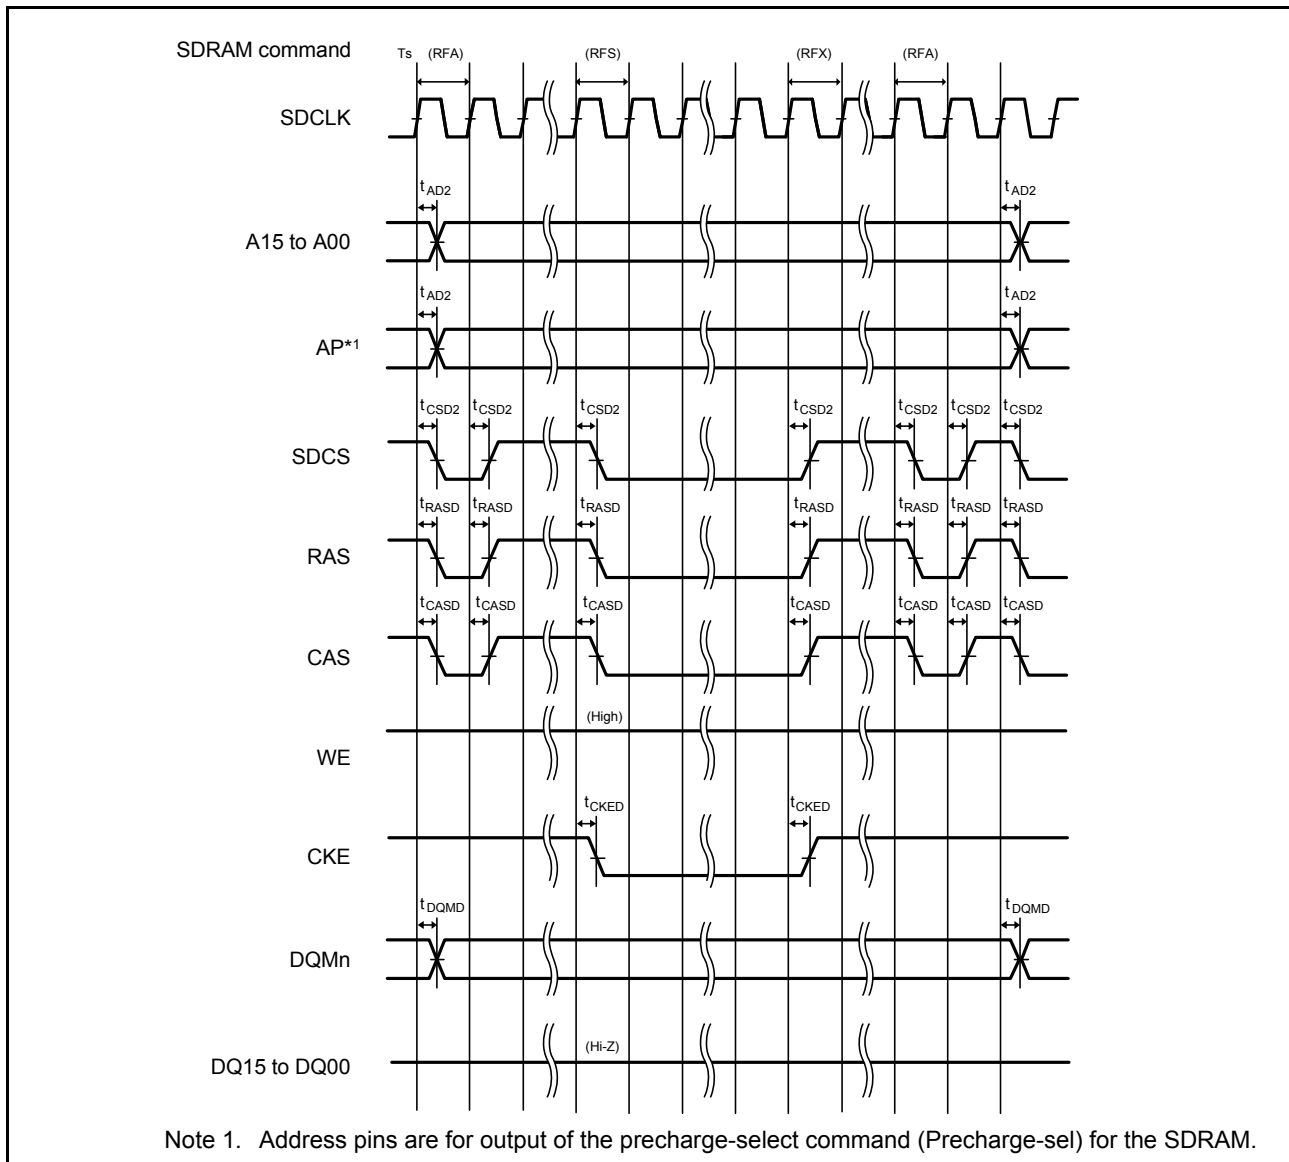 SDRAM command Ts (RFA) (RFS) (RFX) (RFA)
SDCLK
tAD2 tAD2
A15 to A00
tAD2 tAD2
AP*1
tCSD2 tCSD2 tCSD2 tCSD2 tCSD2 tCSD2 tCSD2
SDCS
tRASD tRASD tRASD tRASD tRASD tRASD tRASD
RAS
tCASD tCASD tCASD tCASD tCASD tCASD tCASD
CAS
(High)
WE
tCKED tCKED
CKE
tDQMD tDQMD
DQMn
(Hi-Z)
DQ15 to DQ00
Note 1. Address pins are for output of the precharge-select command (Precharge-sel) for the SDRAM.